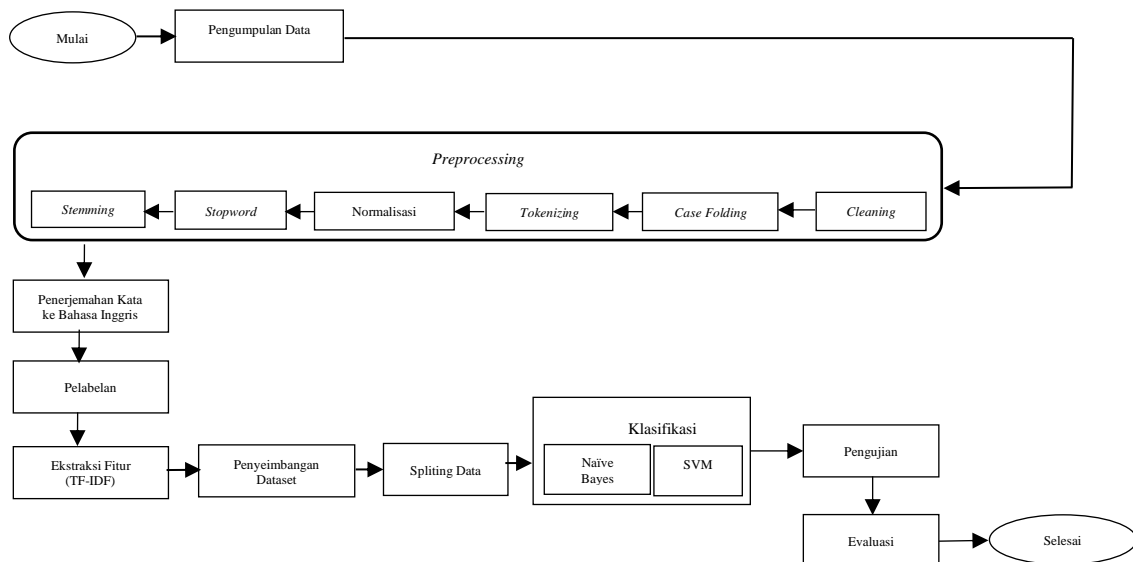 Mulai
Pengumpulan Data
Preprocessing
Stemming
Stopword
Normalisasi
Tokenizing
Case Folding
Cleaning
Penerjemahan Kata
ke Bahasa Inggris
Pelabelan
Ekstraksi Fitur
(TF-IDF)
Penyeimbangan
Dataset
Spliting Data
Klasifikasi
Naïve
Bayes
SVM
Pengujian
Evaluasi
Selesai